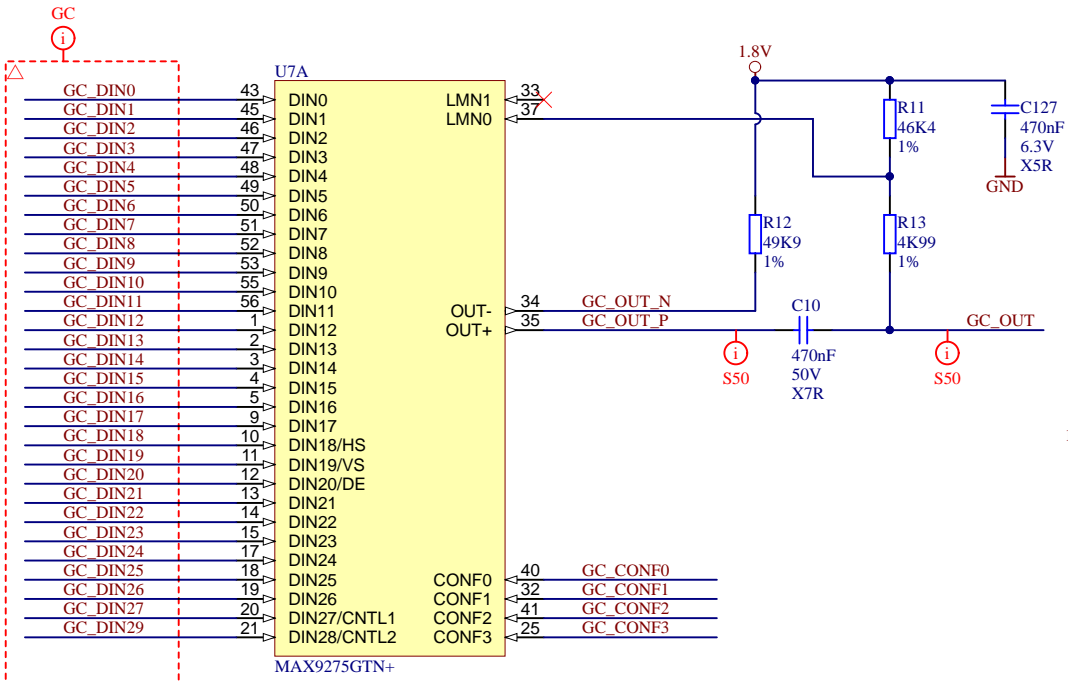 GC
i
U7A
GC_DIN0 43 DIN0
GC_DIN1 45 DIN1
GC_DIN2 46 DIN2
GC_DIN3 47 DIN3
GC_DIN4 48 DIN4
GC_DIN5 49 DIN5
GC_DIN6 50 DIN6
GC_DIN7 51 DIN7
GC_DIN8 52 DIN8
GC_DIN9 53 DIN9
GC_DIN10 55 DIN10
GC_DIN11 56 DIN11
GC_DIN12 1 DIN12
GC_DIN13 2 DIN13
GC_DIN14 3 DIN14
GC_DIN15 4 DIN15
GC_DIN16 5 DIN16
GC_DIN17 9 DIN17
GC_DIN18 10 DIN18/HS
GC_DIN19 11 DIN19/VS
GC_DIN20 12 DIN20/DE
GC_DIN21 13 DIN21
GC_DIN22 14 DIN22
GC_DIN23 15 DIN23
GC_DIN24 17 DIN24
GC_DIN25 18 DIN25
GC_DIN26 19 DIN26
GC_DIN27 20 DIN27/CNTL1
GC_DIN29 21 DIN28/CNTL2
LMN1 33
LMN0 37
OUT- 34 GC_OUT_N
OUT+ 35 GC_OUT_P
CONF0 40 GC_CONF0
CONF1 32 GC_CONF1
CONF2 41 GC_CONF2
CONF3 25 GC_CONF3
MAX9275GTN+
1.8V
R11
46K4
1%
C127
470nF
6.3V
X5R
GND
R12
49K9
1%
R13
4K99
1%
C10
470nF
50V
X7R
i
S50
GC_OUT
i
S50